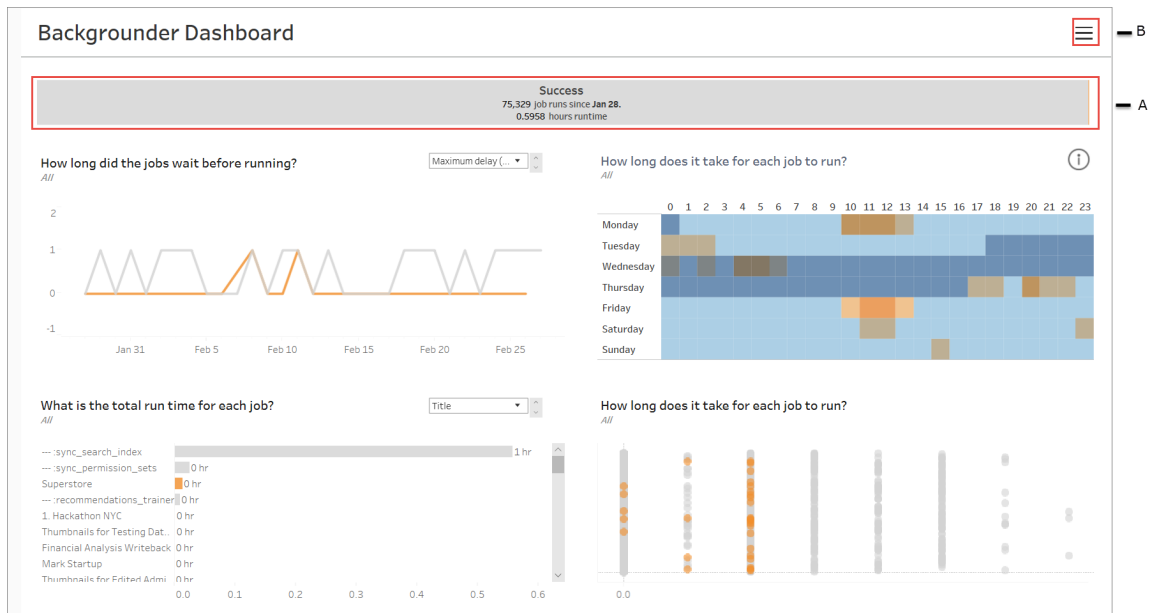 Backgrounder Dashboard
B
Success
75,329 job runs since Jan 28.
0.5958 hours runtime
A
How long did the jobs wait before running?
All
Maximum delay (...
2
1
0
-1
Jan 31 Feb 5 Feb 10 Feb 15 Feb 20 Feb 25
How long does it take for each job to run?
All
0 1 2 3 4 5 6 7 8 9 10 11 12 13 14 15 16 17 18 19 20 21 22 23
Monday
Tuesday
Wednesday
Thursday
Friday
Saturday
Sunday
What is the total run time for each job?
All
Title
--- :sync_search_index 1 hr
--- :sync_permission_sets 0 hr
Superstore 0 hr
--- :recommendations_trainer 0 hr
1. Hackathon NYC 0 hr
Thumbnails for Testing Dat.. 0 hr
Financial Analysis Writeback 0 hr
Mark Startup 0 hr
Thumbnails for Edited Admi.. 0 hr
0.0 0.1 0.2 0.3 0.4 0.5 0.6
How long does it take for each job to run?
All
0.0